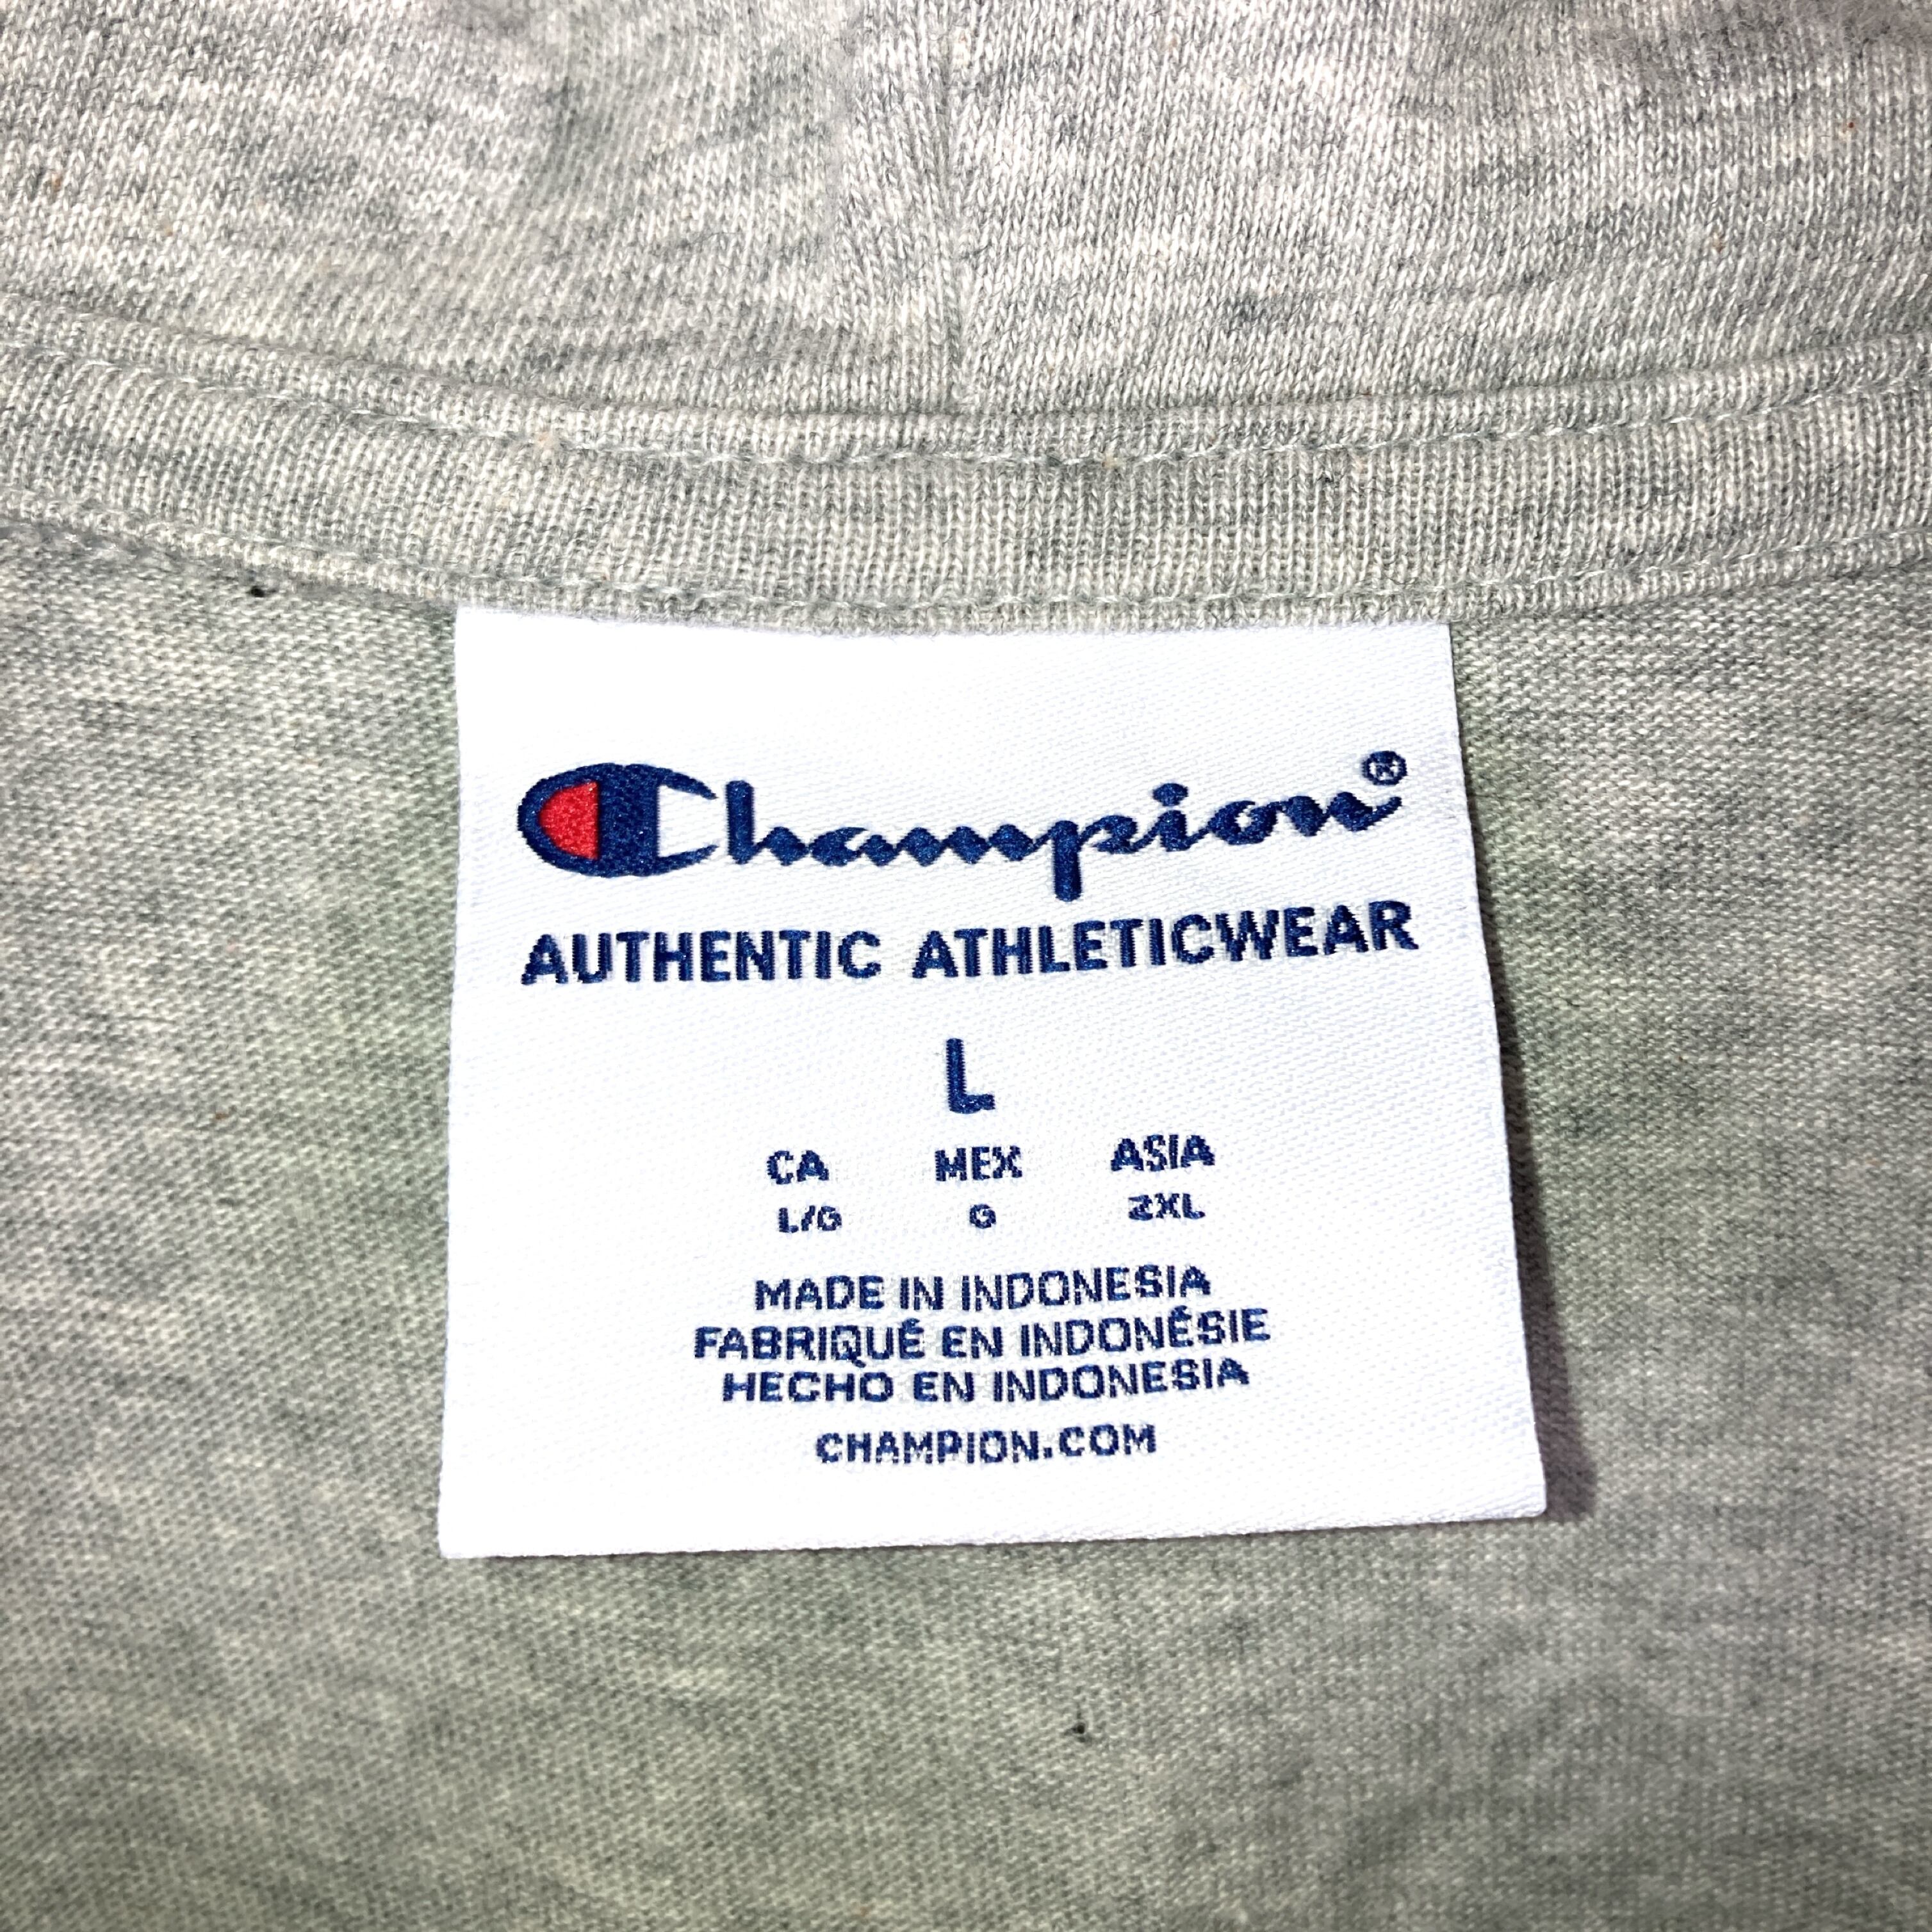 Champion®
AUTHENTIC ATHLETICWEAR
L
CA MEX ASIA
L/G G 2XL
MADE IN INDONESIA
FABRIQUÉ EN INDONÉSIE
HECHO EN INDONESIA
CHAMPION.COM